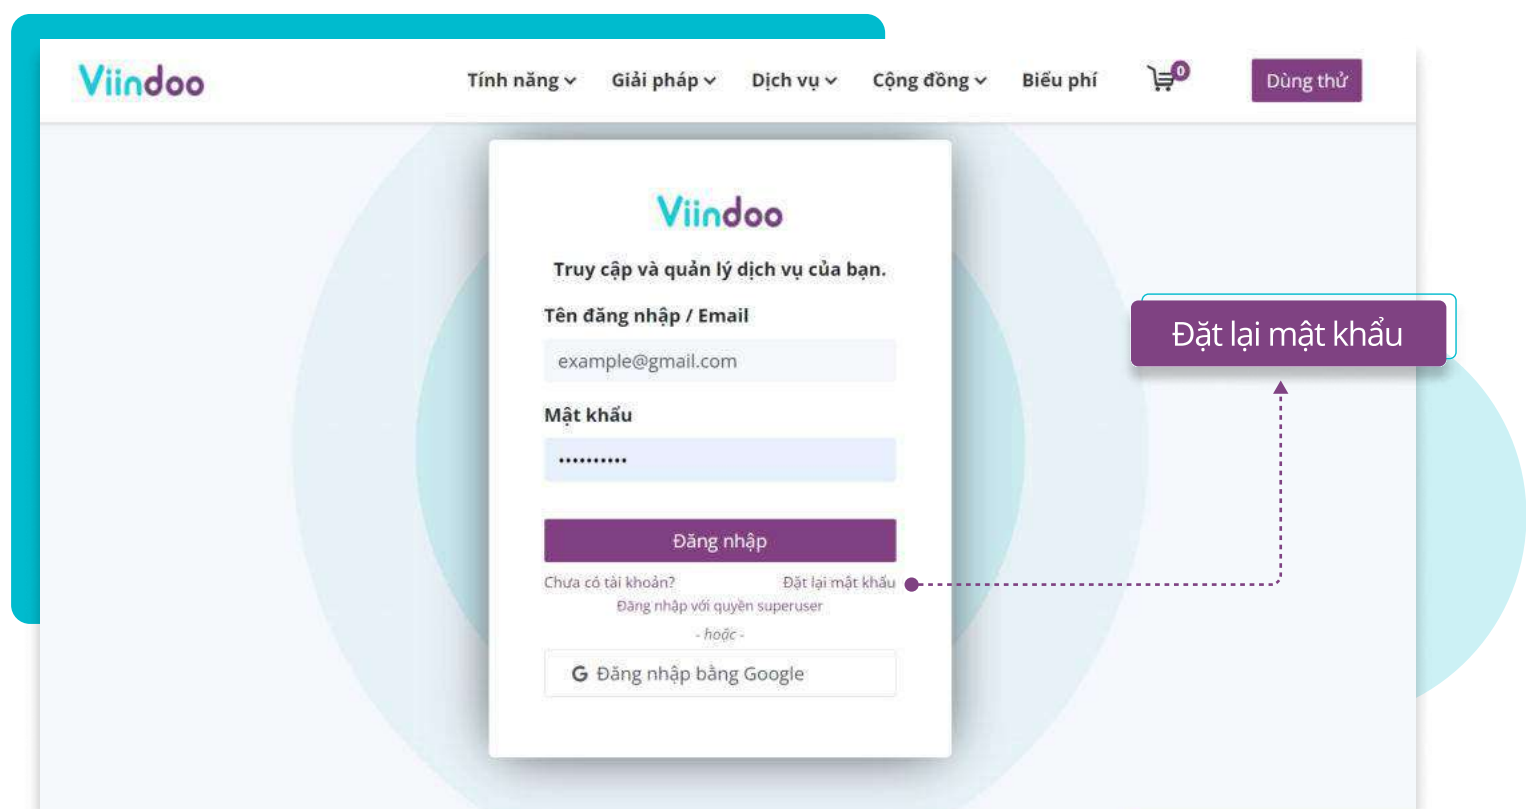 Viindoo
Tính năng
Giải pháp
Dịch vụ
Cộng đồng
Biểu phí
0
Dùng thử
Viindoo
Truy cập và quản lý dịch vụ của bạn.
Tên đăng nhập / Email
example@gmail.com
Mật khẩu
••••••••••
Đăng nhập
Chưa có tài khoản?
Đặt lại mật khẩu
Đăng nhập với quyền superuser
- hoặc -
G Đăng nhập bằng Google
Đặt lại mật khẩu